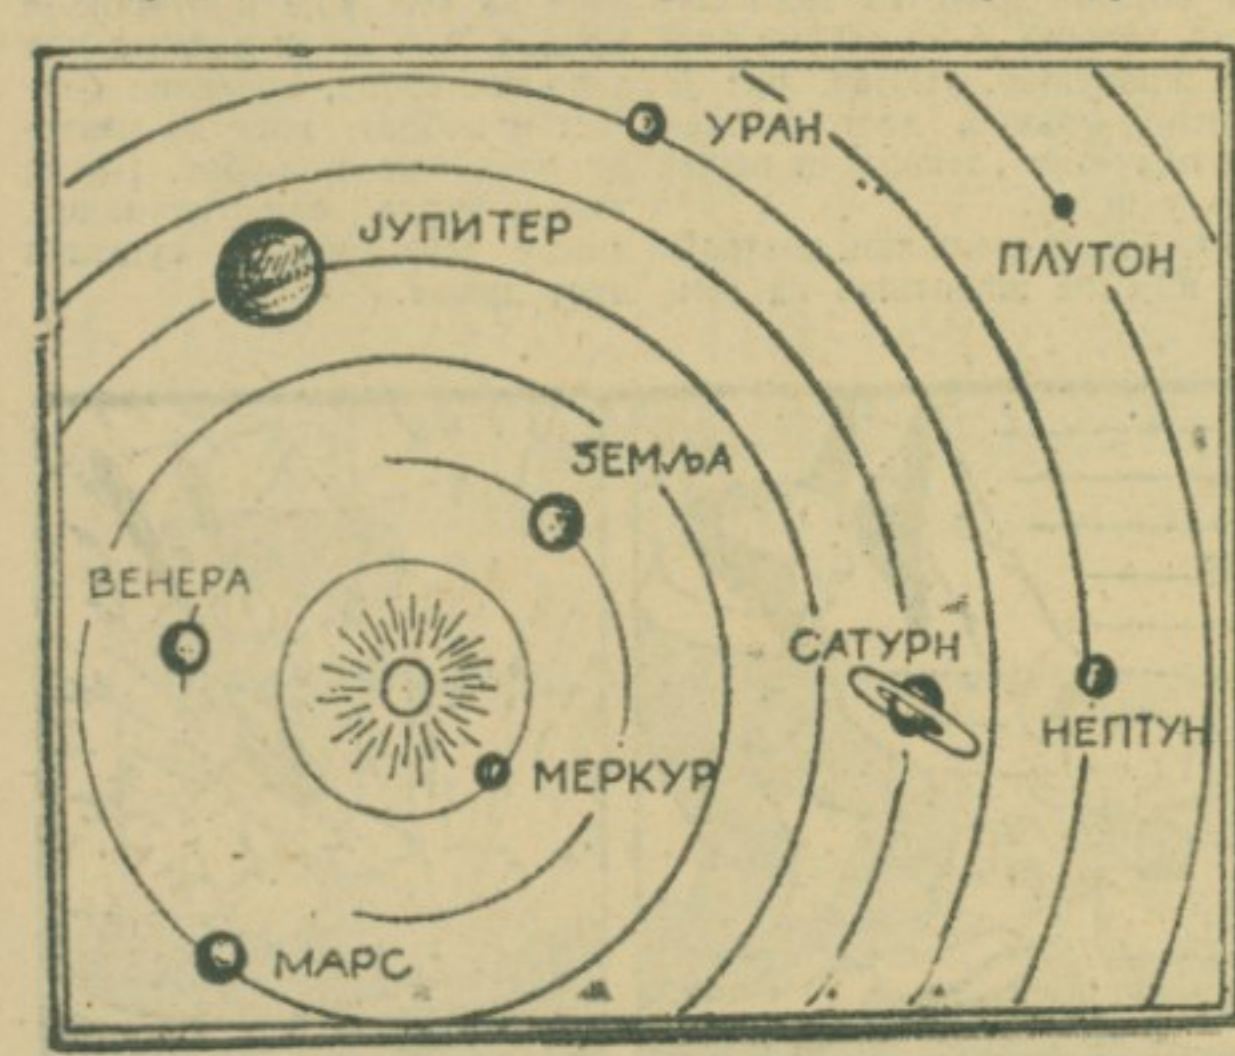 УРАН
ЈУПИТЕР
ПЛУТОН
ЗЕМЉА
ВЕНЕРА
САТУРН
НЕПТУН
МЕРКУР
МАРС